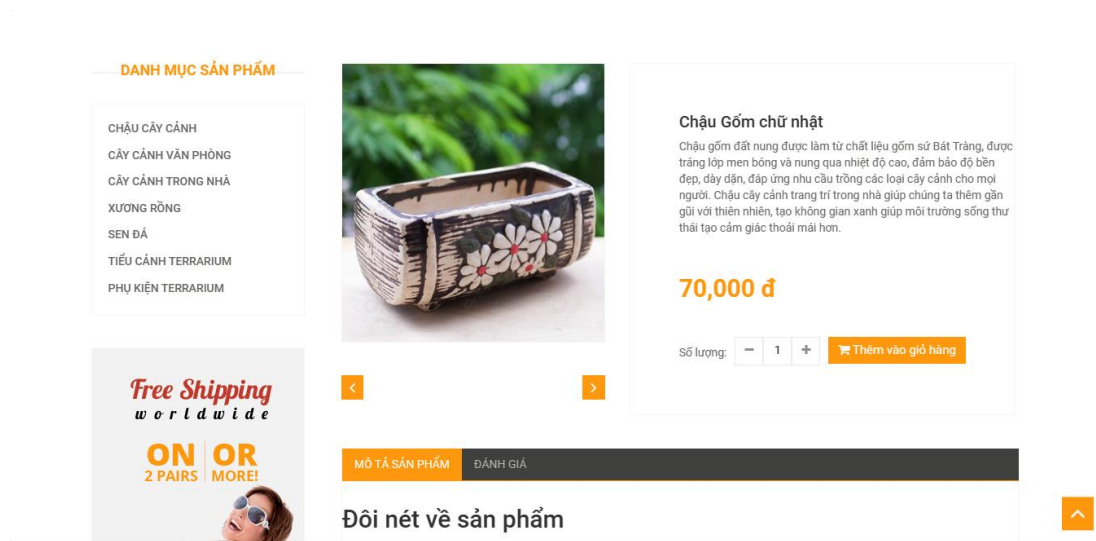 DANH MỤC SẢN PHẨM
CHẬU CÂY CẢNH
CÂY CẢNH VĂN PHÒNG
CÂY CẢNH TRONG NHÀ
XƯƠNG RỒNG
SEN ĐÁ
TIỂU CẢNH TERRARIUM
PHỤ KIỆN TERRARIUM
Free Shipping
worldwide
ON OR
2 PAIRS MORE!
Chậu Gốm chữ nhật
Chậu gốm đất nung được làm từ chất liệu gốm sứ Bát Tràng, được
tráng lớp men bóng và nung qua nhiệt độ cao, đảm bảo độ bền
đẹp, dày dặn, đáp ứng nhu cầu trồng các loại cây cảnh cho mọi
người. Chậu cây cảnh trang trí trong nhà giúp chúng ta thêm gần
gũi với thiên nhiên, tạo không gian xanh giúp môi trường sống thư
thái tạo cảm giác thoải mái hơn.
70,000 đ
Số lượng: − 1 + Thêm vào giỏ hàng
MÔ TẢ SẢN PHẨM ĐÁNH GIÁ
Đôi nét về sản phẩm